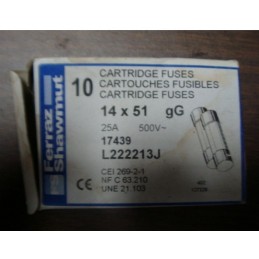 10
CARTRIDGE FUSES
CARTOUCHES FUSIBLES
CARTRIDGE FUSES
14 x 51 gG
25A 500V~
17439
L222213J
CEI 269-2-1
NF C 63.210
UNE 21.103
Ferraz
Shawmut